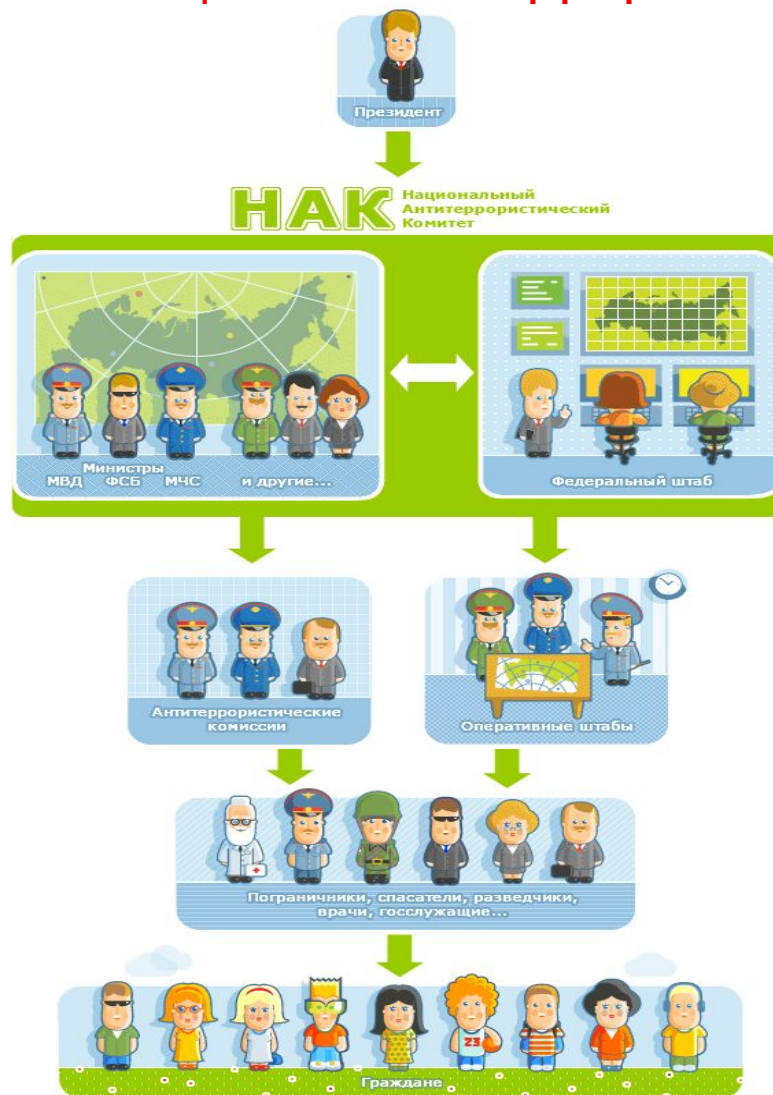 Президент
НАК
Национальный
Антитеррористический
Комитет
Министры
МВД ФСБ МЧС и другие...
Федеральный штаб
Антитеррористические
комиссии
Оперативные штабы
Пограничники, спасатели, разведчики,
врачи, госслужащие...
23
Граждане